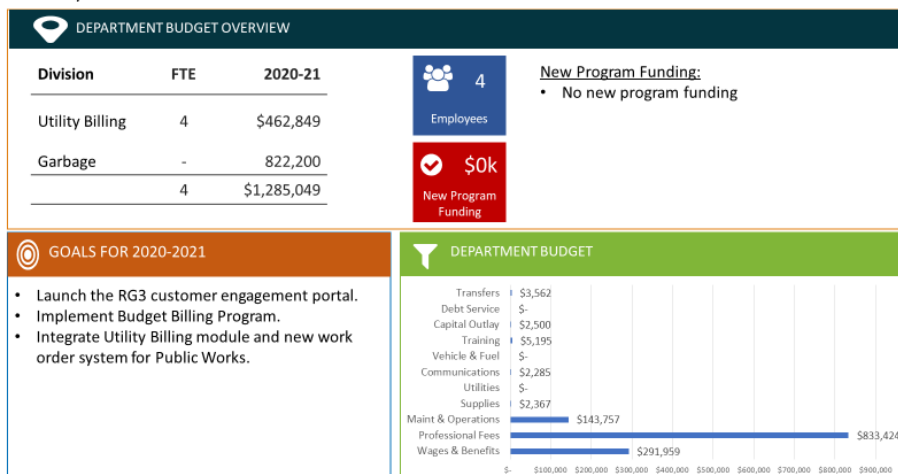 DEPARTMENT BUDGET OVERVIEW
Division FTE 2020-21
Utility Billing 4 $462,849
Garbage - 822,200
4 $1,285,049
4
Employees
$0k
New Program
Funding
New Program Funding:
• No new program funding
GOALS FOR 2020-2021
• Launch the RG3 customer engagement portal.
• Implement Budget Billing Program.
• Integrate Utility Billing module and new work
order system for Public Works.
DEPARTMENT BUDGET
Transfers $3,562
Debt Service $-
Capital Outlay $2,500
Training $5,195
Vehicle & Fuel $-
Communications $2,285
Utilities $-
Supplies $2,367
Maint & Operations $143,757
Professional Fees $833,424
Wages & Benefits $291,959
$- $100,000 $200,000 $300,000 $400,000 $500,000 $600,000 $700,000 $800,000 $900,000